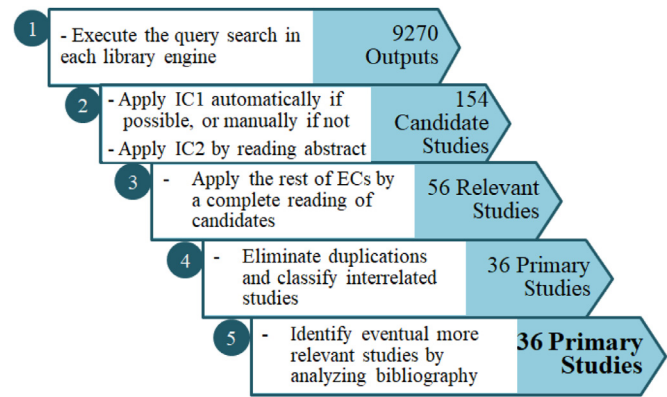 1
- Execute the query search in
each library engine
9270
Outputs
2
- Apply IC1 automatically if
possible, or manually if not
- Apply IC2 by reading abstract
154
Candidate
Studies
3
- Apply the rest of ECs by
a complete reading of
candidates
56 Relevant
Studies
4
- Eliminate duplications
and classify interrelated
studies
36 Primary
Studies
5
- Identify eventual more
relevant studies by
analyzing bibliography
36 Primary
Studies